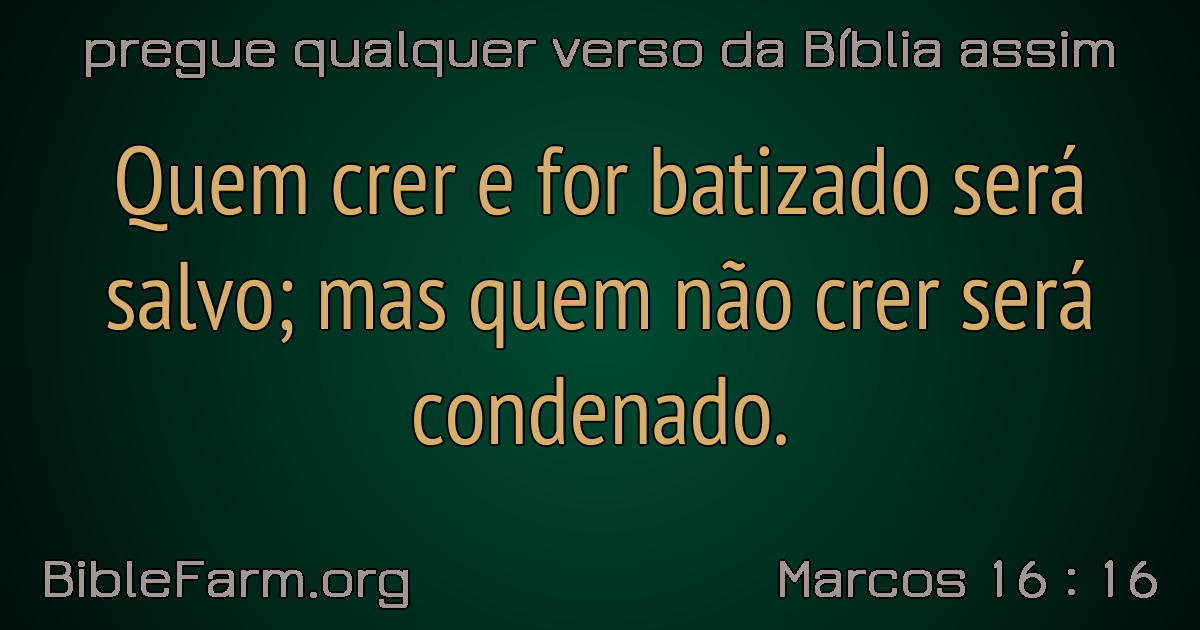 pregue qualquer verso da Bíblia assim
Quem crer e for batizado será
salvo; mas quem não crer será
condenado.
BibleFarm.org
Marcos 16 : 16